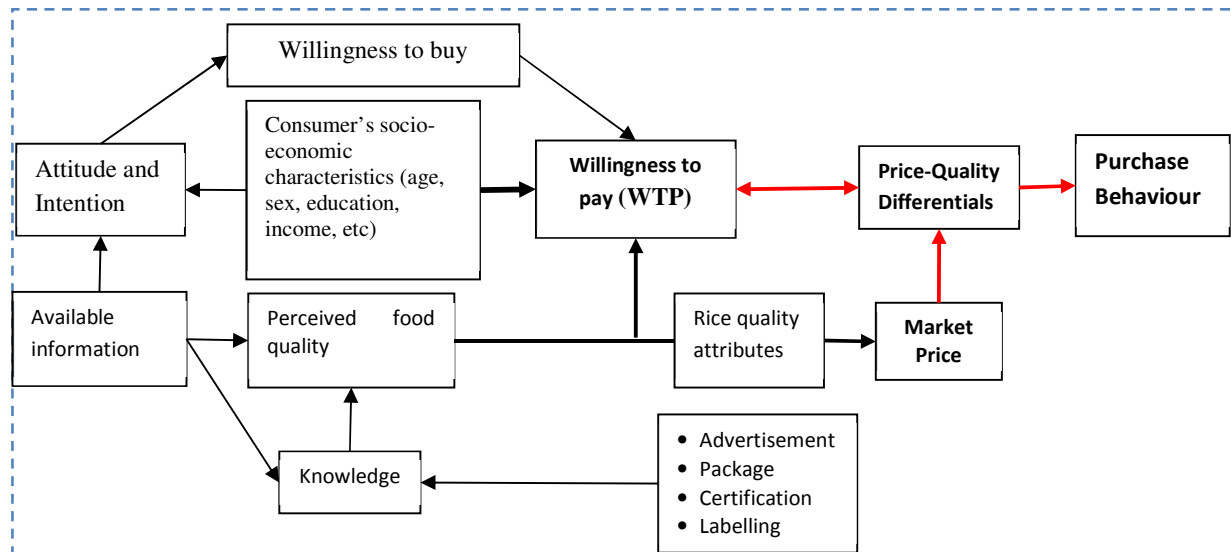 Willingness to buy
Consumer’s socio-
economic
characteristics (age,
sex, education,
income, etc)
Attitude and
Intention
Willingness to
pay (WTP)
Price-Quality
Differentials
Purchase
Behaviour
Available
information
Perceived food
quality
Rice quality
attributes
Market
Price
Knowledge
• Advertisement
• Package
• Certification
• Labelling